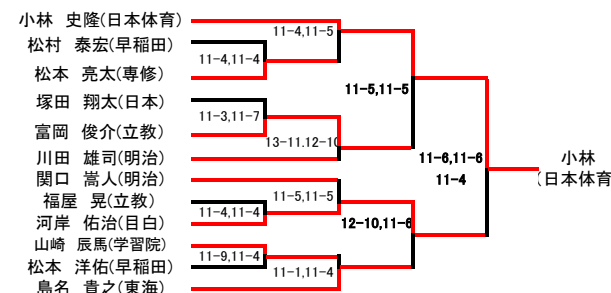 小林 史隆(日本体育)
松村 泰宏(早稲田)
松本 亮太(専修)
塚田 翔太(日本)
富岡 俊介(立教)
川田 雄司(明治)
関口 嵩人(明治)
福屋 晃(立教)
河岸 佑治(目白)
山崎 辰馬(学習院)
松本 洋佑(早稲田)
島名 貴之(東海)
11-4,11-4
11-3,11-7
11-4,11-4
11-9,11-4
11-4,11-5
13-11.12-10
11-5,11-5
11-1,11-4
11-5,11-5
12-10,11-6
11-6,11-6
11-4
小林
(日本体育